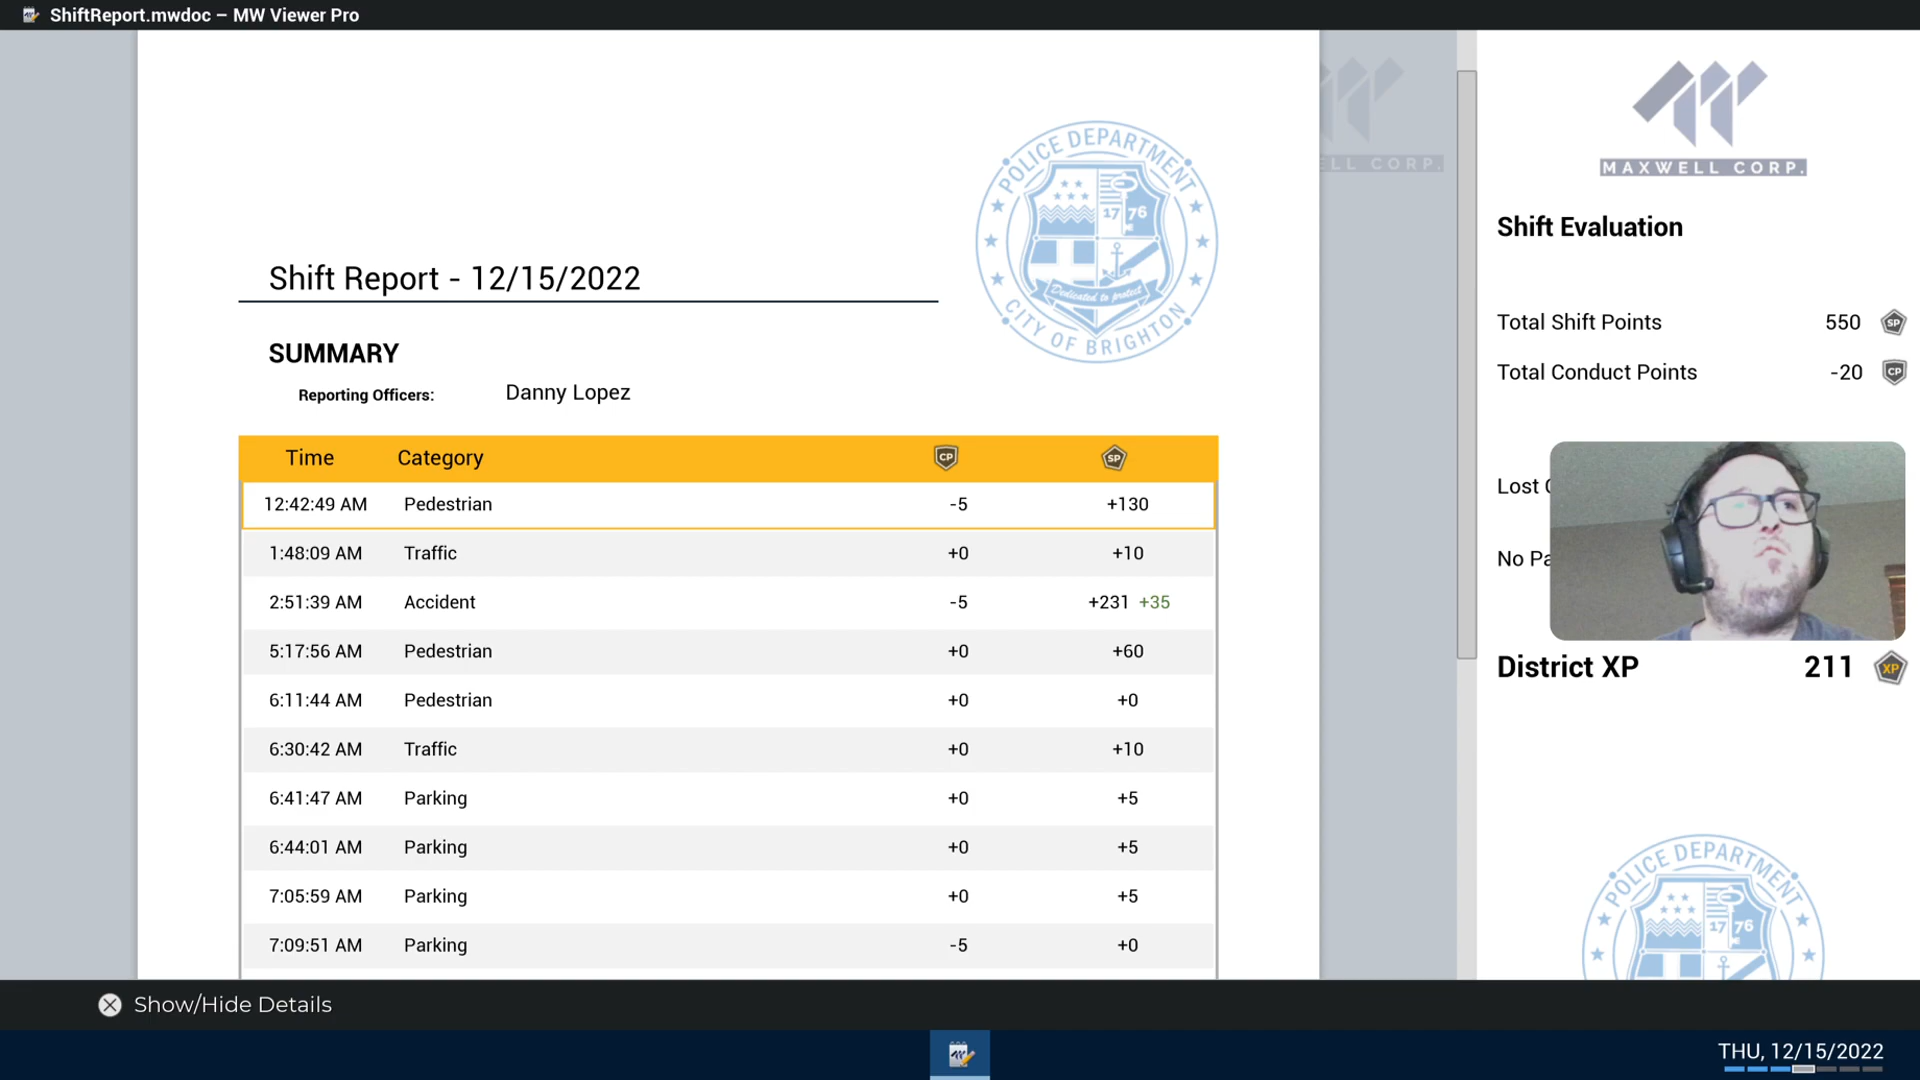 ShiftReport.mwdoc – MW Viewer Pro
POLICE DEPARTMENT
17 76
Dedicated to protect
CITY OF BRIGHTON
Shift Report - 12/15/2022
SUMMARY
Reporting Officers: Danny Lopez
Time Category CP SP
12:42:49 AM Pedestrian -5 +130
1:48:09 AM Traffic +0 +10
2:51:39 AM Accident -5 +231 +35
5:17:56 AM Pedestrian +0 +60
6:11:44 AM Pedestrian +0 +0
6:30:42 AM Traffic +0 +10
6:41:47 AM Parking +0 +5
6:44:01 AM Parking +0 +5
7:05:59 AM Parking +0 +5
7:09:51 AM Parking -5 +0
LL CORP.
MAXWELL CORP.
Shift Evaluation
Total Shift Points 550 SP
Total Conduct Points -20 CP
Lost
No Pa
District XP 211 XP
POLICE DEPARTMENT
17 76
Show/Hide Details
THU, 12/15/2022